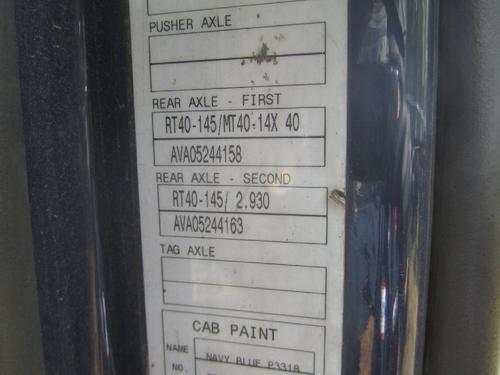 PUSHER AXLE
REAR AXLE - FIRST
RT40-145/MT40-14X 40
AVA05244158
REAR AXLE - SECOND
RT40-145/ 2.930
AVA05244163
TAG AXLE
CAB PAINT
NAME NAVY BLUE P3318
NO.